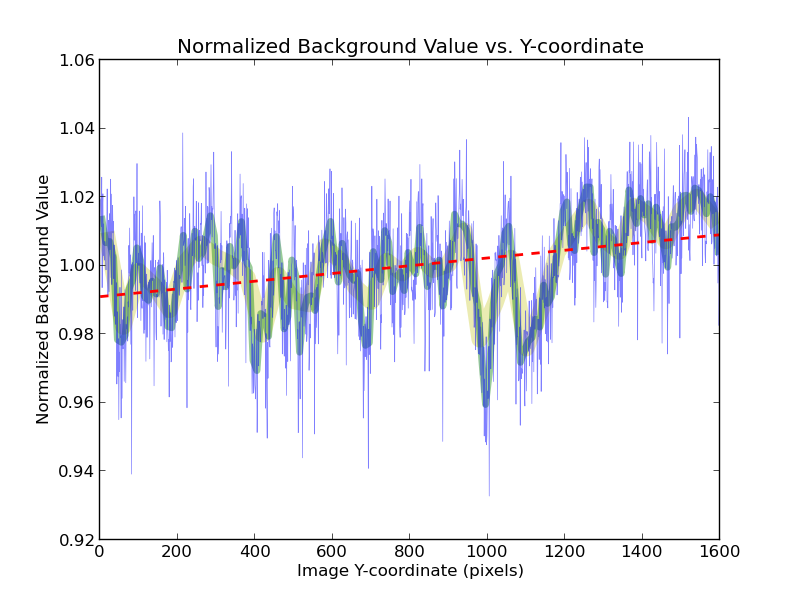 Normalized Background Value vs. Y-coordinate
1.06
1.04
1.02
1.00
0.98
0.96
0.94
0.92
Normalized Background Value
0 200 400 600 800 1000 1200 1400 1600
Image Y-coordinate (pixels)